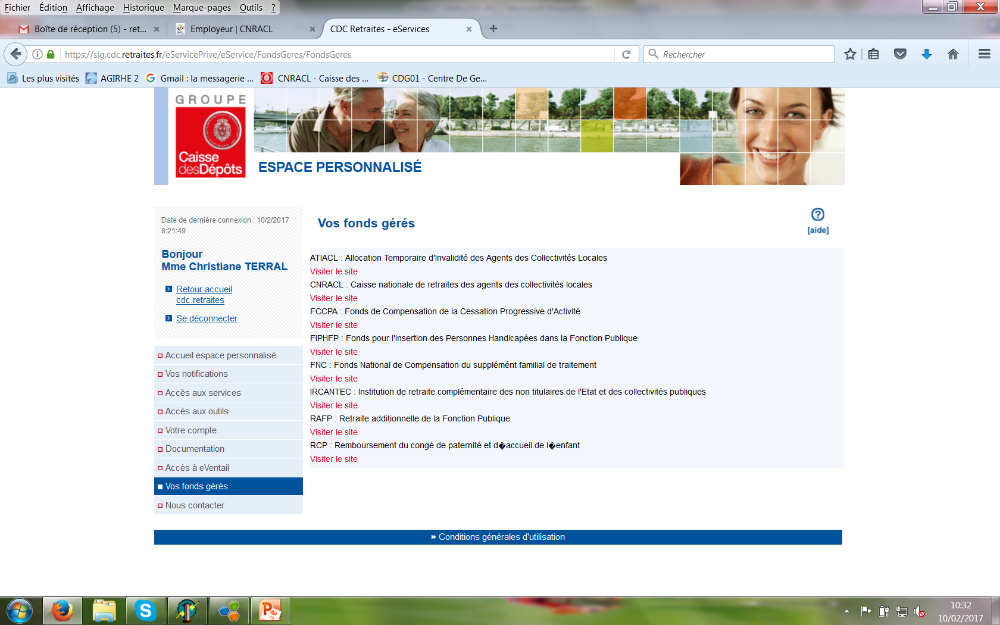 Fichier Édition Affichage Historique Marque-pages Outils ?
Boîte de réception (5) - ret... Employeur | CNRACL CDC Retraites - eServices
https://slg.cdc.retraites.fr/eServicePrive/eService/FondsGeres/FondsGeres Rechercher
Les plus visités AGIRHE 2 Gmail : la messagerie ... CNRACL - Caisse des ... CDG01 - Centre De Ge...
GROUPE
Caisse
desDépôts
ESPACE PERSONNALISÉ
Date de dernière connexion : 10/2/2017
8:21:49
Bonjour
Mme Christiane TERRAL
Retour accueil
cdc.retraites
Se déconnecter
Accueil espace personnalisé
Vos notifications
Accès aux services
Accès aux outils
Votre compte
Documentation
Accès à eVentail
Vos fonds gérés
Nous contacter
Vos fonds gérés
[aide]
ATIACL : Allocation Temporaire d'Invalidité des Agents des Collectivités Locales
Visiter le site
CNRACL : Caisse nationale de retraites des agents des collectivités locales
Visiter le site
FCCPA : Fonds de Compensation de la Cessation Progressive d'Activité
Visiter le site
FIPHFP : Fonds pour l'Insertion des Personnes Handicapées dans la Fonction Publique
Visiter le site
FNC : Fonds National de Compensation du supplémént familial de traitement
Visiter le site
IRCANTEC : Institution de retraite complémentaire des non titulaires de l'Etat et des collectivités publiques
Visiter le site
RAFP : Retraite additionnelle de la Fonction Publique
Visiter le site
RCP : Remboursement du congé de paternité et d�accueil de l�enfant
Visiter le site
Conditions générales d'utilisation
10:32
10/02/2017